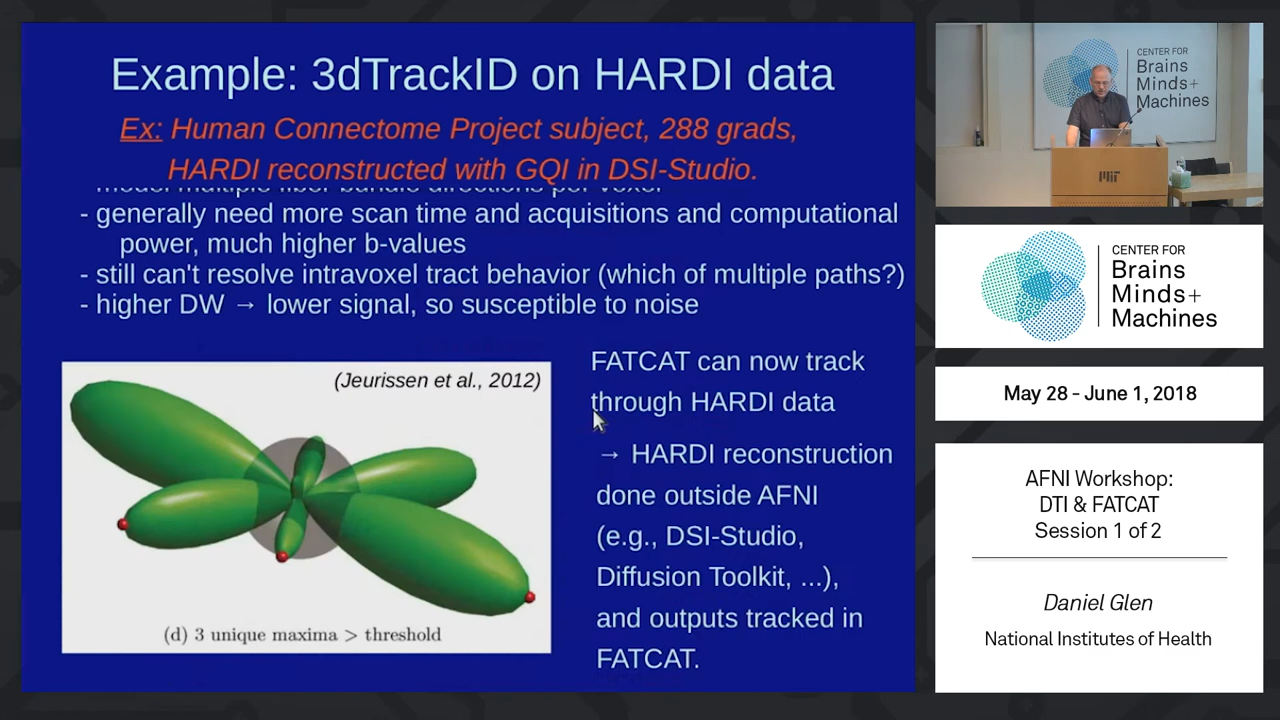 Example: 3dTrackID on HARDI data
Ex: Human Connectome Project subject, 288 grads,
HARDI reconstructed with GQI in DSI-Studio.
- model multiple fiber bundle directions per voxel
- generally need more scan time and acquisitions and computational
power, much higher b-values
- still can't resolve intravoxel tract behavior (which of multiple paths?)
- higher DW → lower signal, so susceptible to noise
(Jeurissen et al., 2012)
(d) 3 unique maxima > threshold
FATCAT can now track
through HARDI data
→ HARDI reconstruction
done outside AFNI
(e.g., DSI-Studio,
Diffusion Toolkit, ...),
and outputs tracked in
FATCAT.
CENTER FOR
Brains
Minds+
Machines
MIT
CENTER FOR
Brains
Minds+
Machines
May 28 - June 1, 2018
AFNI Workshop:
DTI & FATCAT
Session 1 of 2
Daniel Glen
National Institutes of Health